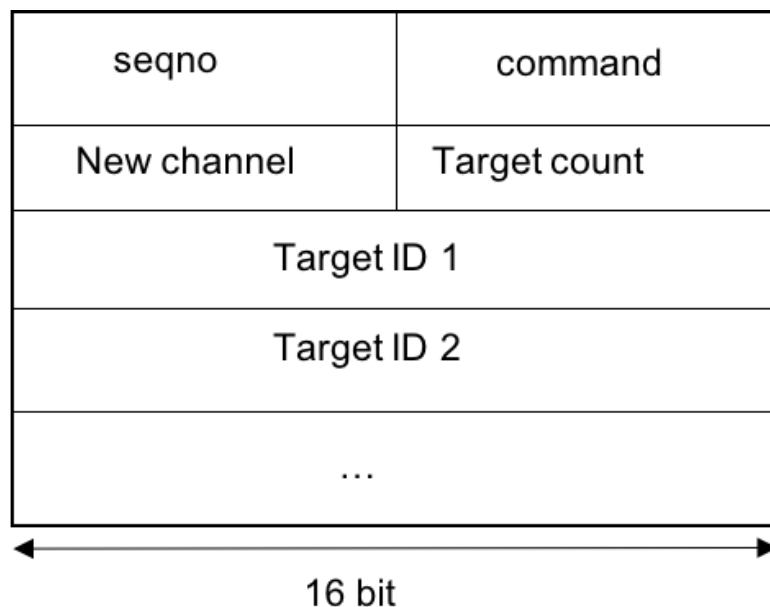 seqno
command
New channel
Target count
Target ID 1
Target ID 2
...
16 bit